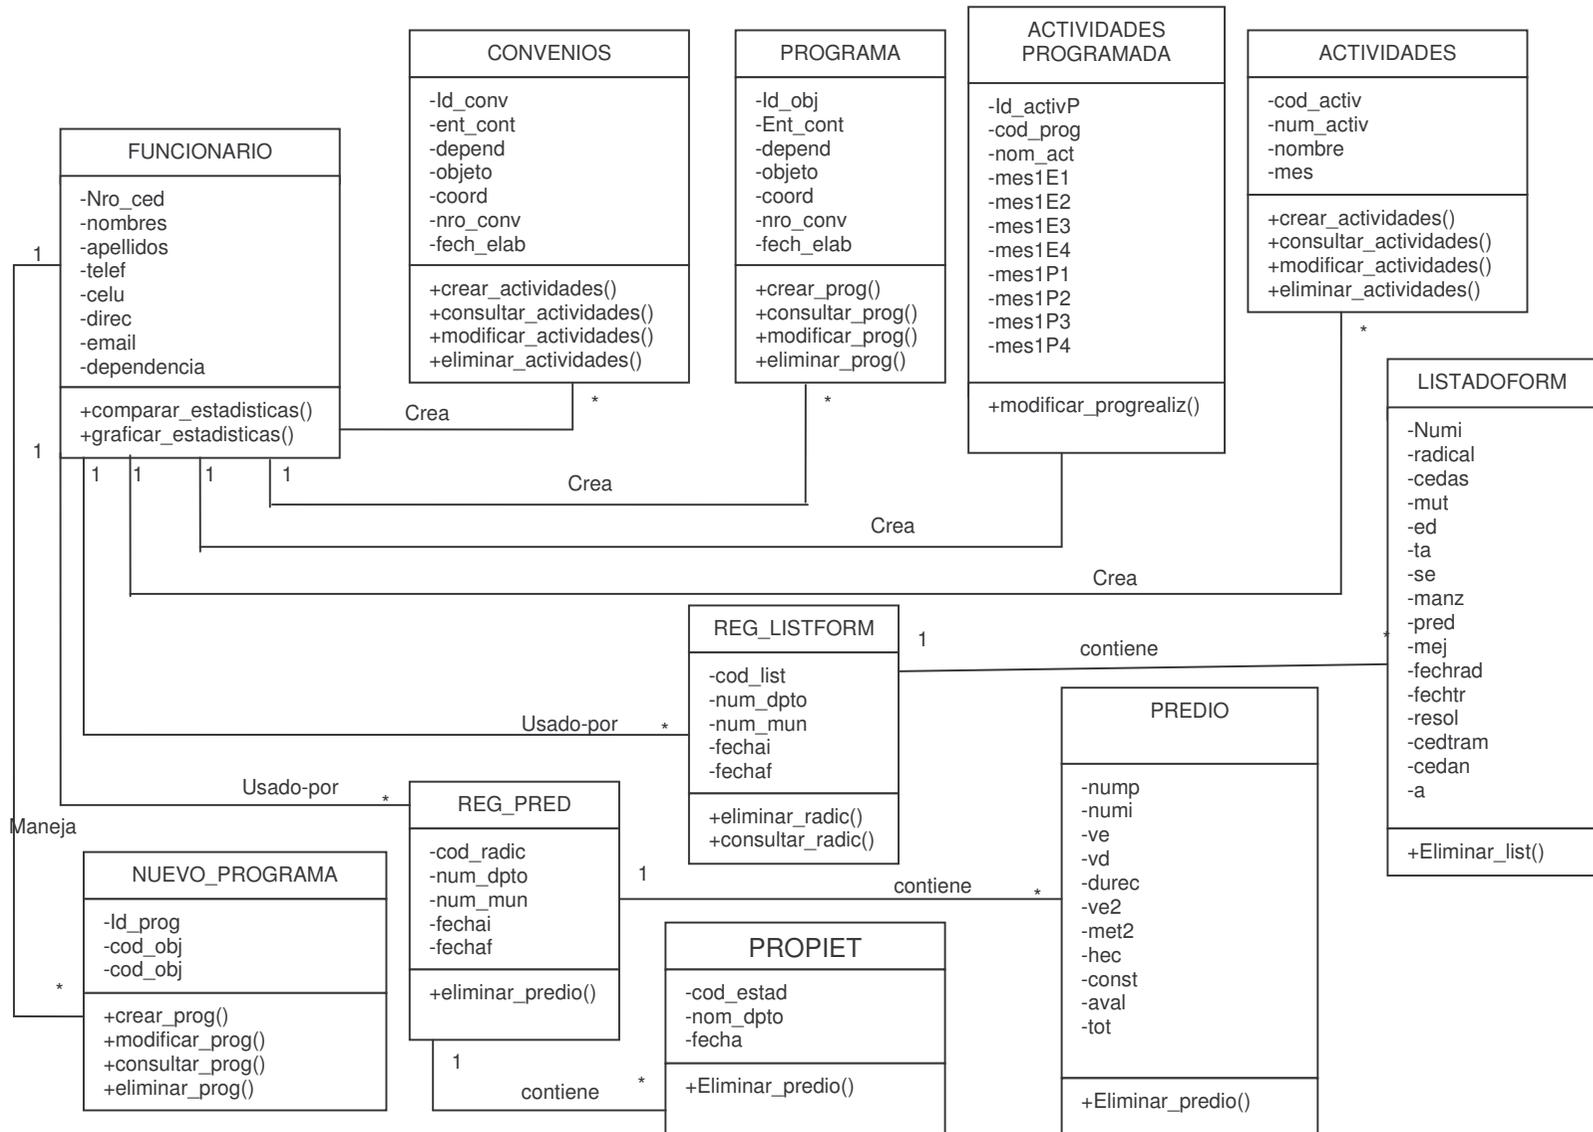 FUNCIONARIO
-Nro_ced
-nombres
-apellidos
-telef
-celu
-direc
-email
-dependencia
+comparar_estadisticas()
+graficar_estadisticas()
CONVENIOS
-Id_conv
-ent_cont
-depend
-objeto
-coord
-nro_conv
-fech_elab
+crear_actividades()
+consultar_actividades()
+modificar_actividades()
+eliminar_actividades()
PROGRAMA
-Id_obj
-Ent_cont
-depend
-objeto
-coord
-nro_conv
-fech_elab
+crear_prog()
+consultar_prog()
+modificar_prog()
+eliminar_prog()
ACTIVIDADES
PROGRAMADA
-Id_activP
-cod_prog
-nom_act
-mes1E1
-mes1E2
-mes1E3
-mes1E4
-mes1P1
-mes1P2
-mes1P3
-mes1P4
+modificar_progrealiz()
ACTIVIDADES
-cod_activ
-num_activ
-nombre
-mes
+crear_actividades()
+consultar_actividades()
+modificar_actividades()
+eliminar_actividades()
LISTADOFORM
-Numi
-radical
-cedas
-mut
-ed
-ta
-se
-manz
-pred
-mej
-fechrad
-fechtr
-resol
-cedtram
-cedan
-a
+Eliminar_list()
1
1
1
1
1
1
Crea
*
Crea
*
Crea
Crea
*
REG_LISTFORM
-cod_list
-num_dpto
-num_mun
-fechai
-fechaf
+eliminar_radic()
+consultar_radic()
1
contiene
*
Usado-por
*
Usado-por
*
Maneja
*
REG_PRED
-cod_radic
-num_dpto
-num_mun
-fechai
-fechaf
+eliminar_predio()
1
contiene
*
1
contiene
*
PREDIO
-nump
-numi
-ve
-vd
-durec
-ve2
-met2
-hec
-const
-aval
-tot
+Eliminar_predio()
NUEVO_PROGRAMA
-Id_prog
-cod_obj
-cod_obj
+crear_prog()
+modificar_prog()
+consultar_prog()
+eliminar_prog()
PROPIET
-cod_estad
-nom_dpto
-fecha
+Eliminar_predio()